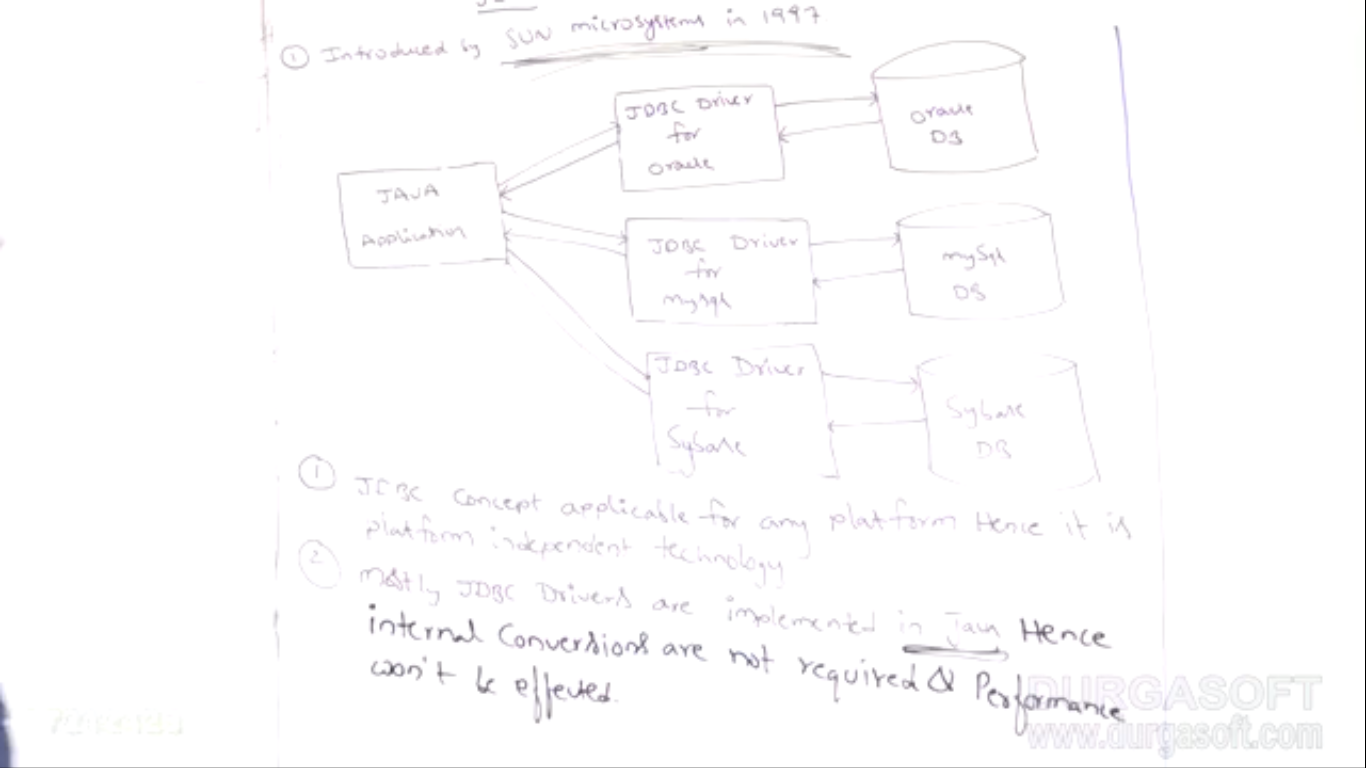 ① Introduced by SUN microsystems in 1997
JDBC Driver
for
Oracle
Oracle
DB
JAVA
Application
JDBC Driver
for
mysql
mySql
DB
JDBC Driver
for
Sybase
Sybase
DB
① JDBC Concept applicable for any platform Hence it is
platform independent technology
② mostly JDBC Drivers are implemented in Java Hence
internal Conversions are not required & Performance
won't be effected.
DURGASOFT
www.durgasoft.com